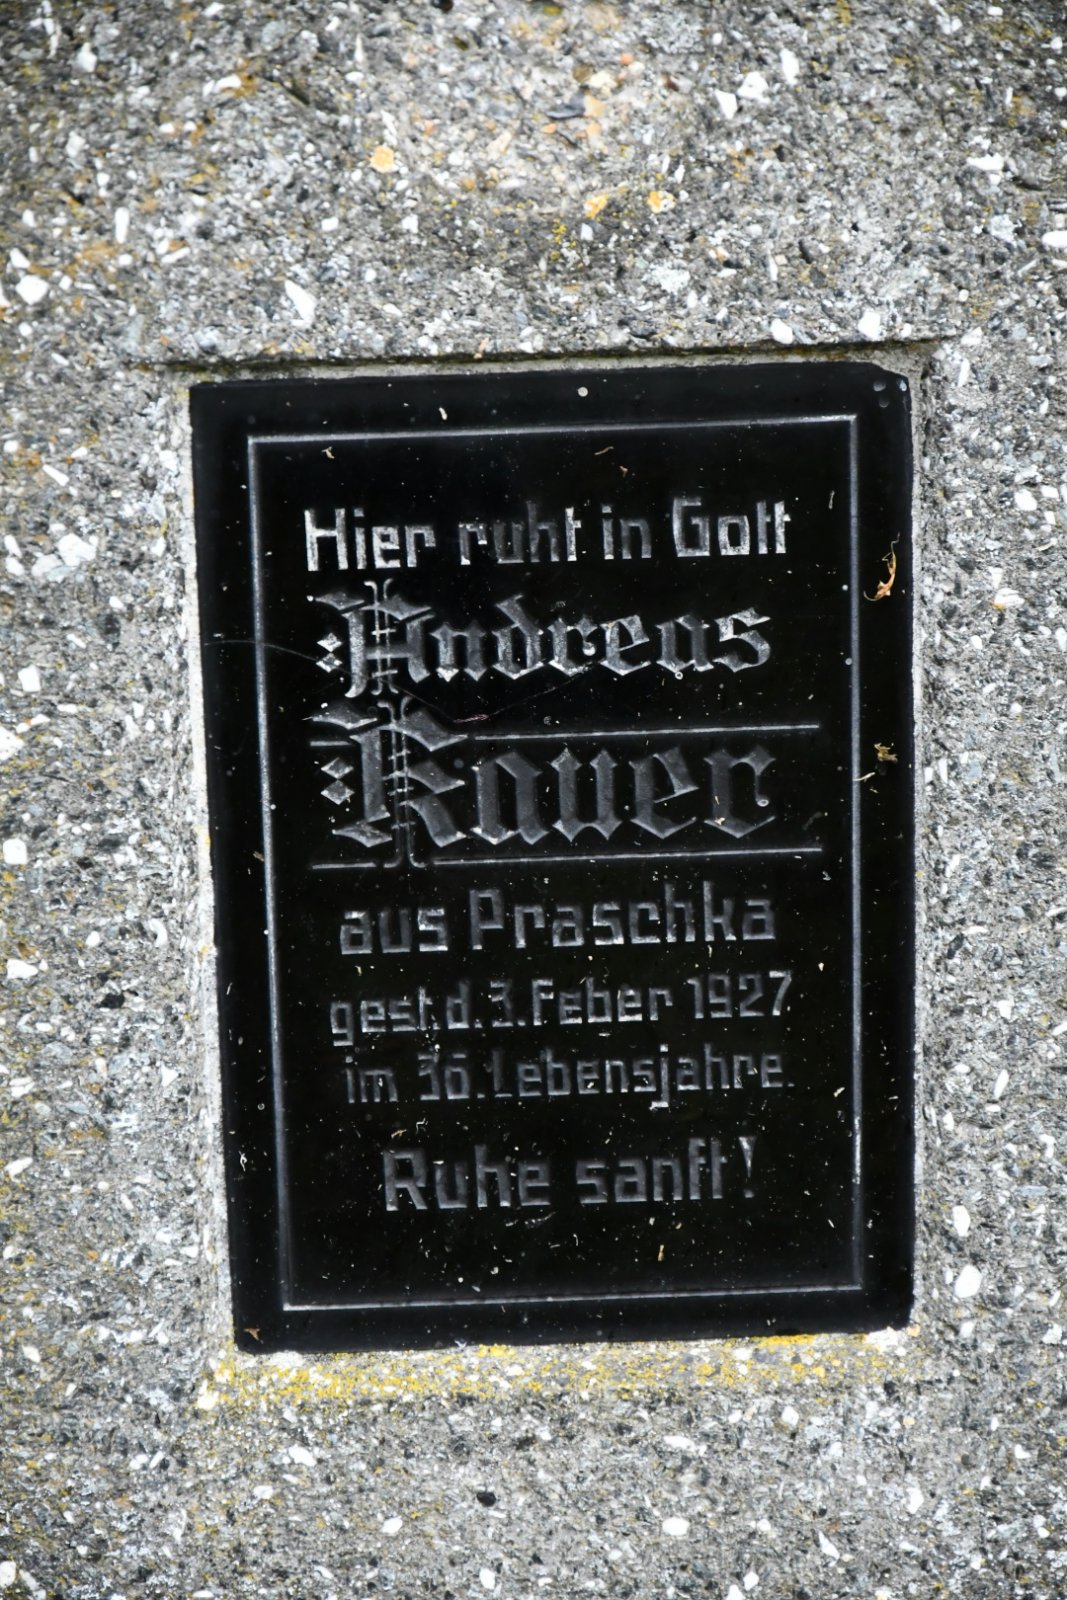 Hier ruht in Gott
Andreas
Kauer
aus Praschka
gest.d. 3. Feber 1927
im 36. Lebensjahre.
Ruhe sanft!